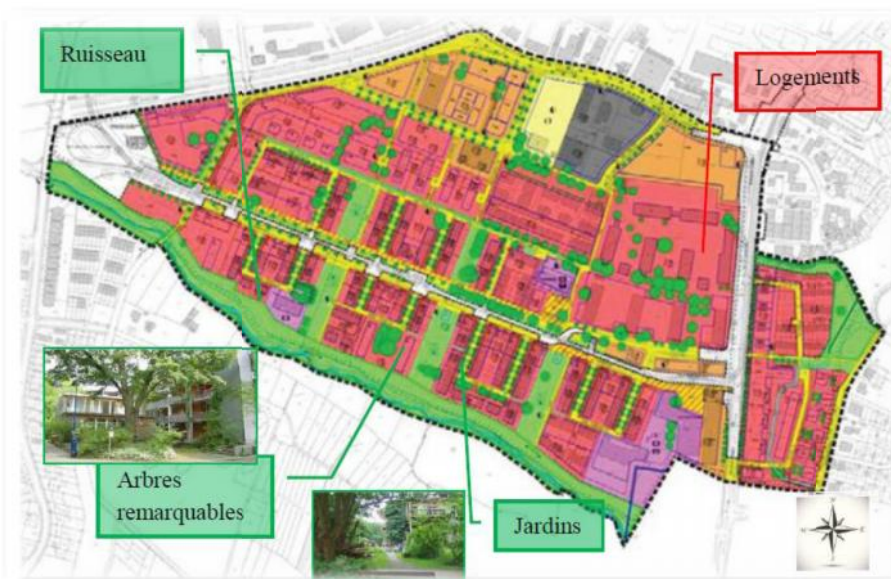 Ruisseau
Logements
Arbres
remarquables
Jardins